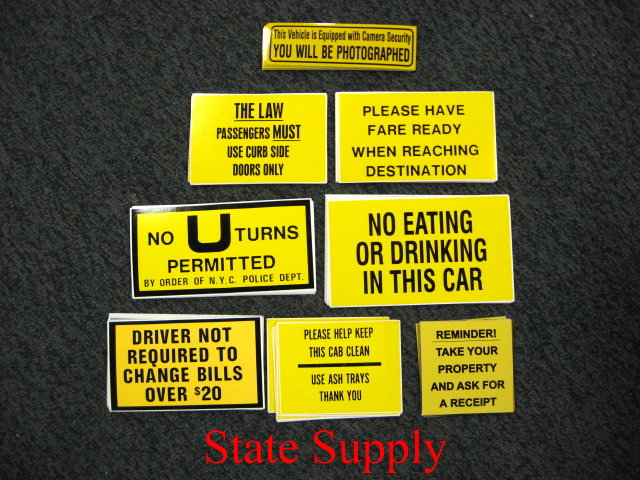 This Vehicle is Equipped with Camera Security
YOU WILL BE PHOTOGRAPHED
THE LAW
PASSENGERS MUST
USE CURB SIDE
DOORS ONLY
PLEASE HAVE
FARE READY
WHEN REACHING
DESTINATION
NO U TURNS
PERMITTED
BY ORDER OF N.Y.C. POLICE DEPT.
NO EATING
OR DRINKING
IN THIS CAR
DRIVER NOT
REQUIRED TO
CHANGE BILLS
OVER $20
PLEASE HELP KEEP
THIS CAB CLEAN
USE ASH TRAYS
THANK YOU
REMINDER!
TAKE YOUR
PROPERTY
AND ASK FOR
A RECEIPT
State Supply